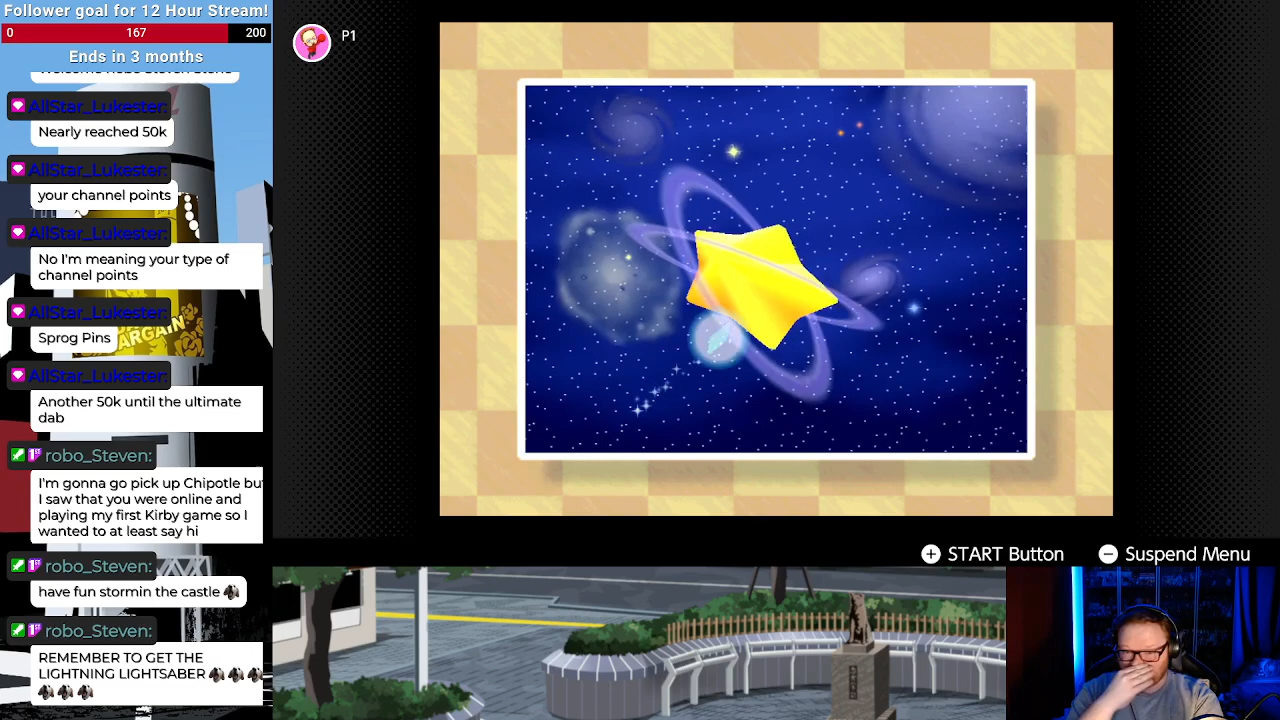 Follower goal for 12 Hour Stream!
0 167 200
Ends in 3 months
AllStar_Lukester:
Nearly reached 50k
AllStar_Lukester:
your channel points
AllStar_Lukester:
No I'm meaning your type of
channel points
AllStar_Lukester:
Sprog Pins
AllStar_Lukester:
Another 50k until the ultimate
dab
robo_Steven:
I'm gonna go pick up Chipotle but
I saw that you were online and
playing my first Kirby game so I
wanted to at least say hi
robo_Steven:
have fun stormin the castle
robo_Steven:
REMEMBER TO GET THE
LIGHTNING LIGHTSABER
P1
START Button
Suspend Menu